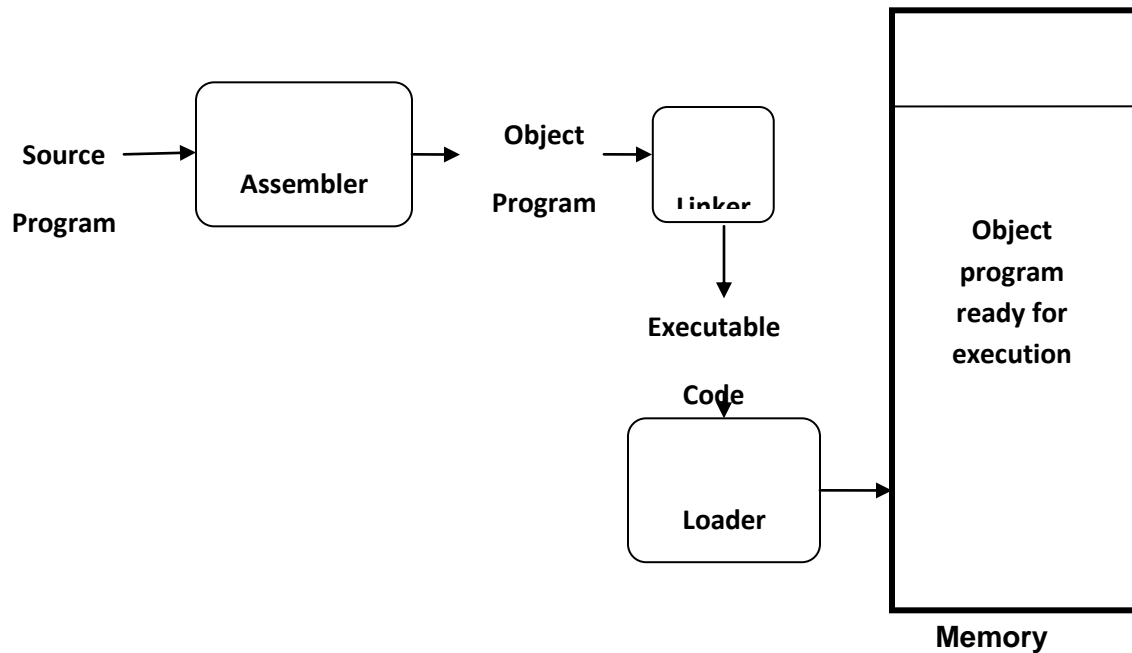 Source
Program
Assembler
Object
Program
Linker
Executable
Code
Loader
Object
program
ready for
execution
Memory